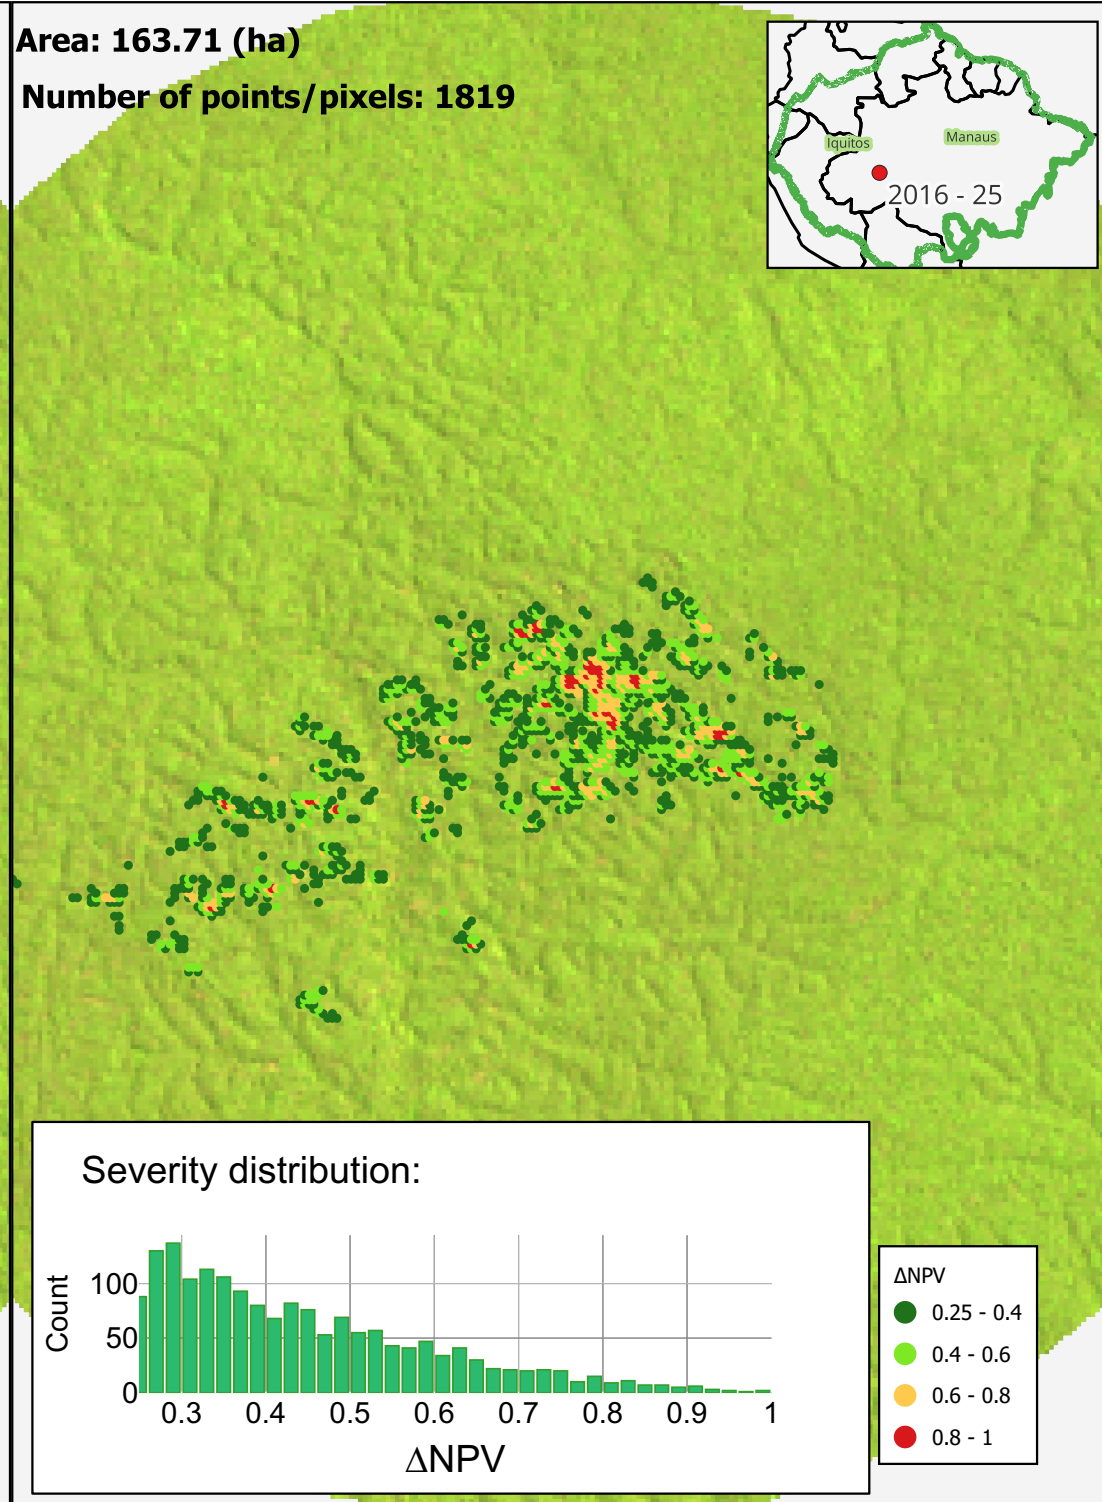 Area: 163.71 (ha)
Number of points/pixels: 1819
Iquitos
Manaus
2016 - 25
Severity distribution:
Count
100
50
0
0.3 0.4 0.5 0.6 0.7 0.8 0.9 1
ΔNPV
ΔNPV
0.25 - 0.4
0.4 - 0.6
0.6 - 0.8
0.8 - 1